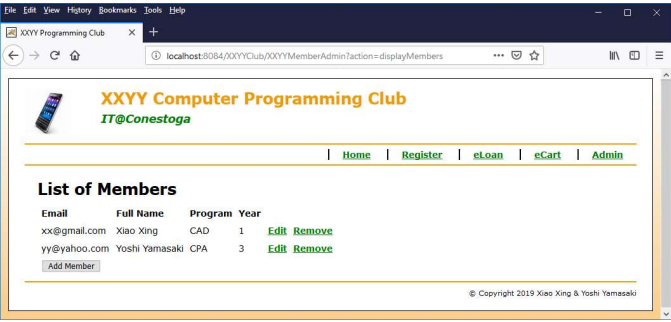 File Edit View History Bookmarks Tools Help
XXYY Programming Club
localhost:8084/XXYYClub/XXYYMemberAdmin?action=displayMembers
XXYY Computer Programming Club
IT@Conestoga
Home Register eLoan eCart Admin
List of Members
Email Full Name Program Year
xx@gmail.com Xiao Xing CAD 1 Edit Remove
yy@yahoo.com Yoshi Yamasaki CPA 3 Edit Remove
Add Member
© Copyright 2019 Xiao Xing & Yoshi Yamasaki